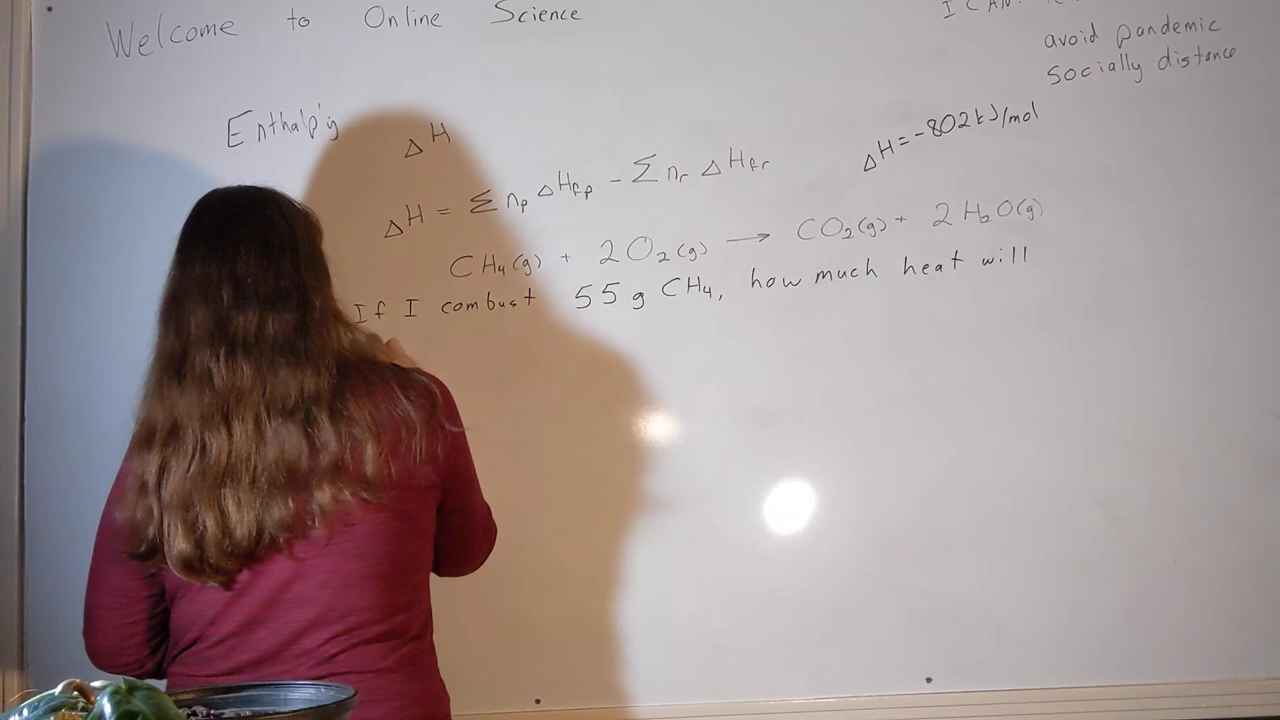 Welcome to Online Science
I CAN:
avoid pandemic
socially distance
Enthalpy
ΔH
ΔH = -802 kJ/mol
ΔH = Σ nₚ ΔHfₚ - Σ nᵣ ΔHfᵣ
CH₄(g) + 2O₂(g) → CO₂(g) + 2H₂O(g)
If I combust 55 g CH₄, how much heat will